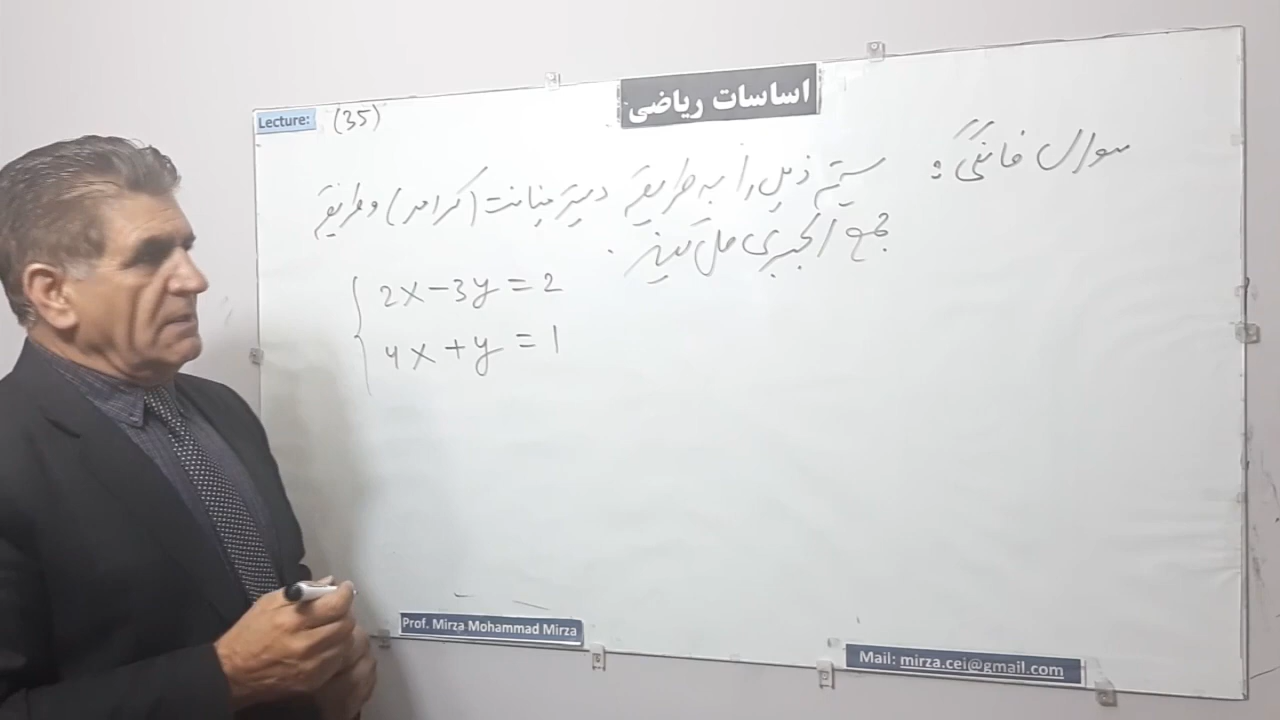 اساسات ریاضی
Lecture: (35)
سوال خانگی: سیستم ذیل را به طریقه دیترمینانت (کرامر) و طریقه
جمع الجبری حل کنید.
2x-3y=2
4x+y=1
Prof. Mirza Mohammad Mirza
Mail: mirza.cei@gmail.com